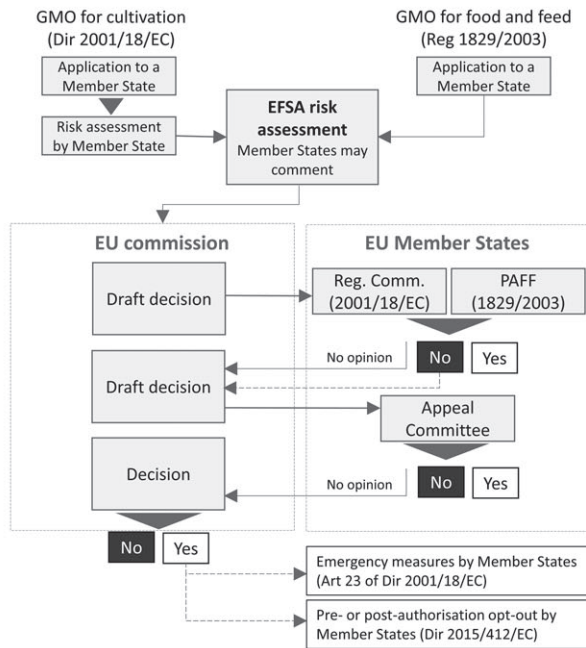 GMO for cultivation
(Dir 2001/18/EC)
GMO for food and feed
(Reg 1829/2003)
Application to a
Member State
Application to a
Member State
Risk assessment
by Member State
EFSA risk
assessment
Member States may
comment
EU commission
EU Member States
Draft decision
Reg. Comm.
(2001/18/EC)
PAFF
(1829/2003)
No opinion
No
Yes
Draft decision
Appeal
Committee
Decision
No opinion
No
Yes
No
Yes
Emergency measures by Member States
(Art 23 of Dir 2001/18/EC)
Pre- or post-authorisation opt-out by
Member States (Dir 2015/412/EC)